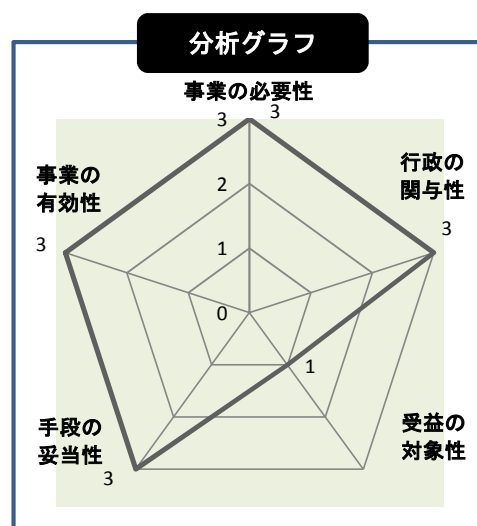 分析グラフ
事業の必要性
3
3
行政の
関与性
3
事業の
有効性
3
2
1
0
1
受益の
対象性
手段の
妥当性
3